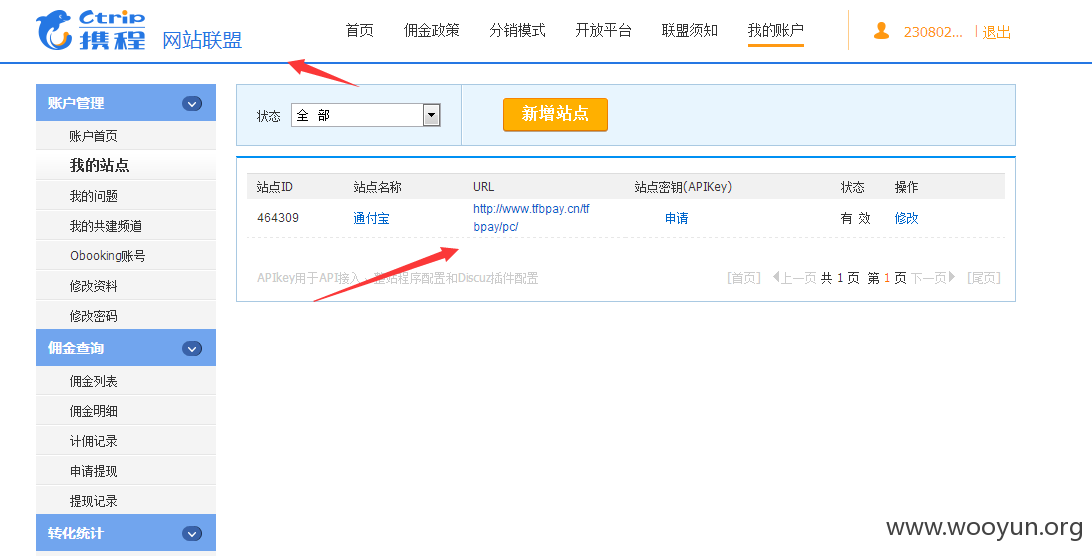 Ctrip
携程 网站联盟 首页 佣金政策 分销模式 开放平台 联盟须知 我的账户 230802... | 退出
账户管理
账户首页
我的站点
我的问题
我的共建频道
Obooking账号
修改资料
修改密码
佣金查询
佣金列表
佣金明细
计佣记录
申请提现
提现记录
转化统计
状态 全 部 新增站点
站点ID 站点名称 URL 站点密钥(APIKey) 状态 操作
464309 通付宝 http://www.tfbpay.cn/tf 申请 有 效 修改
bpay/pc/
APIkey用于API接入、整站程序配置和Discuz插件配置 [首页] 上一页 共 1 页 第 1 页 下一页 [尾页]
www.wooyun.org